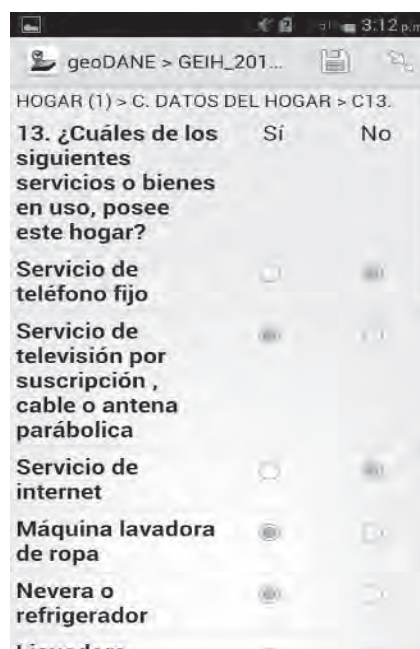 3:12 p.m
geoDANE > GEIH_201...
HOGAR (1) > C. DATOS DEL HOGAR > C13.
13. ¿Cuáles de los Sí No
siguientes
servicios o bienes
en uso, posee
este hogar?
Servicio de
teléfono fijo
Servicio de
televisión por
suscripción ,
cable o antena
parábolica
Servicio de
internet
Máquina lavadora
de ropa
Nevera o
refrigerador